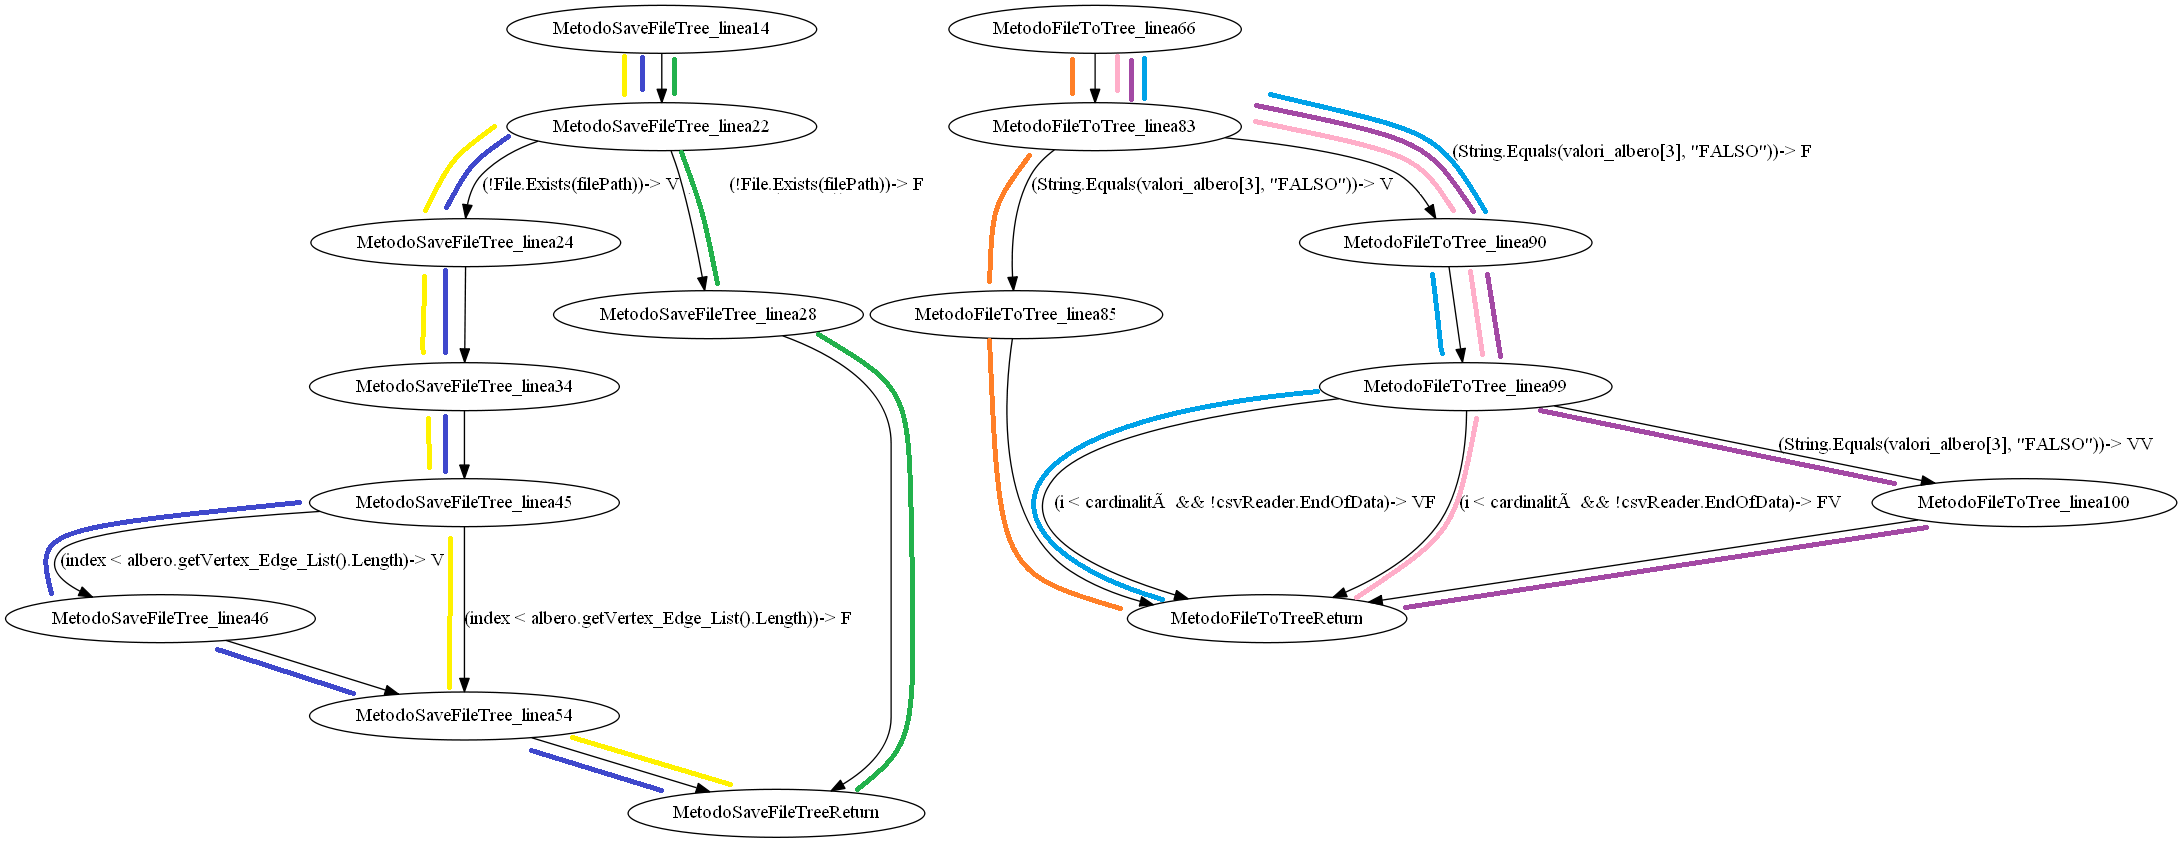 MetodoSaveFileTree_linea14
MetodoFileToTree_linea66
MetodoSaveFileTree_linea22
MetodoFileToTree_linea83
(String.Equals(valori_albero[3], "FALSO"))-> F
(!File.Exists(filePath))-> V
(!File.Exists(filePath))-> F
(String.Equals(valori_albero[3], "FALSO"))-> V
MetodoSaveFileTree_linea24
MetodoFileToTree_linea90
MetodoSaveFileTree_linea28
MetodoFileToTree_linea85
MetodoSaveFileTree_linea34
MetodoFileToTree_linea99
(String.Equals(valori_albero[3], "FALSO"))-> VV
MetodoSaveFileTree_linea45
(i < cardinalitÃ  && !csvReader.EndOfData)-> VF
(i < cardinalitÃ  && !csvReader.EndOfData)-> FV
MetodoFileToTree_linea100
(index < albero.getVertex_Edge_List().Length)-> V
MetodoSaveFileTree_linea46
(index < albero.getVertex_Edge_List().Length))-> F
MetodoFileToTreeReturn
MetodoSaveFileTree_linea54
MetodoSaveFileTreeReturn